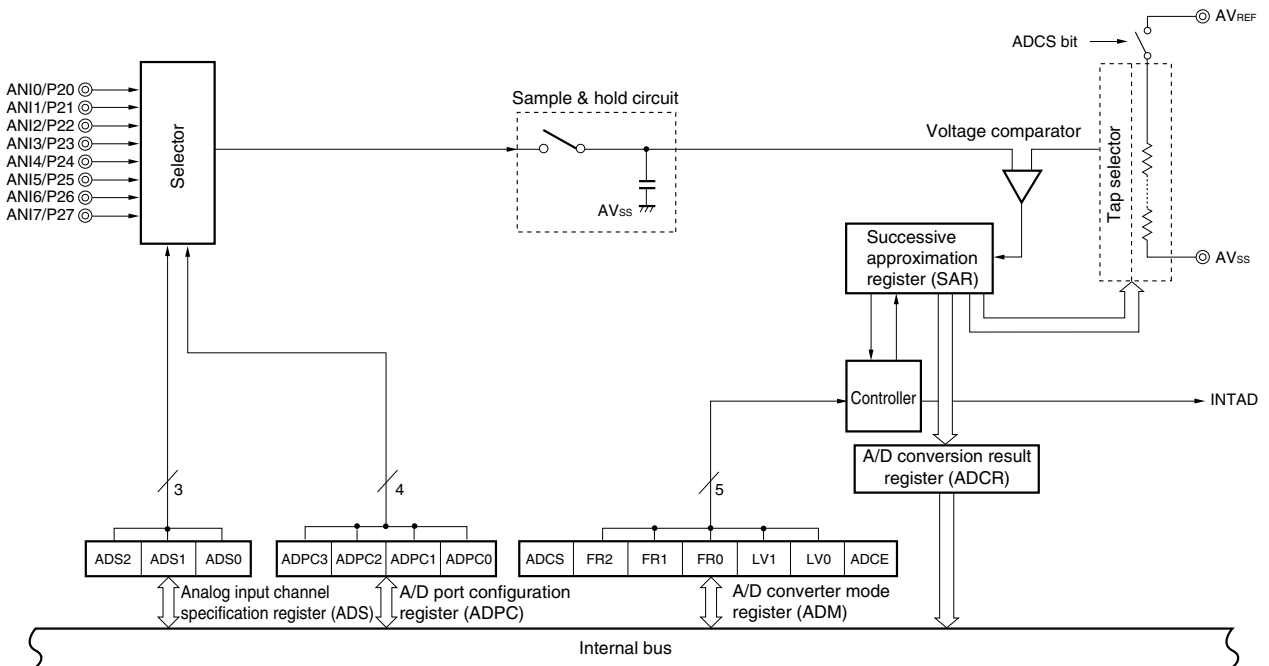 AVREF
ADCS bit
ANI0/P20
ANI1/P21
ANI2/P22
ANI3/P23
ANI4/P24
ANI5/P25
ANI6/P26
ANI7/P27
Selector
Sample & hold circuit
AVSS
Voltage comparator
Tap selector
AVSS
Successive
approximation
register (SAR)
Controller
INTAD
A/D conversion result
register (ADCR)
3
4
5
ADS2 ADS1 ADS0
ADPC3 ADPC2 ADPC1 ADPC0
ADCS FR2 FR1 FR0 LV1 LV0 ADCE
Analog input channel
specification register (ADS)
A/D port configuration
register (ADPC)
A/D converter mode
register (ADM)
Internal bus